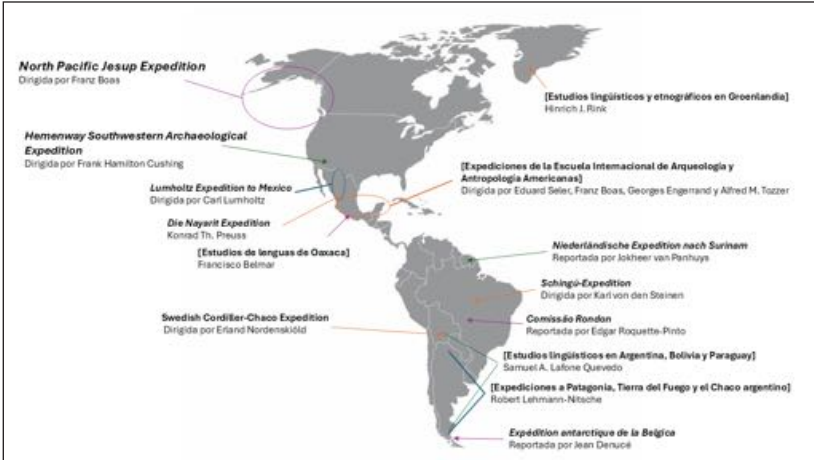 North Pacific Jesup Expedition
Dirigida por Franz Boas
[Estudios lingüísticos y etnográficos en Groenlandia]
Hinrich J. Rink
Hemenway Southwestern Archaeological
Expedition
Dirigida por Frank Hamilton Cushing
[Expediciones de la Escuela Internacional de Arqueología y
Antropología Americanas]
Dirigida por Eduard Seler, Franz Boas, Georges Engerrand y Alfred M. Tozzer
Lumholtz Expedition to Mexico
Dirigida por Carl Lumholtz
Die Nayarit Expedition
Konrad Th. Preuss
[Estudios de lenguas de Oaxaca]
Francisco Belmar
Niederländische Expedition nach Surinam
Reportada por Jokheer van Panhuys
Schingú-Expedition
Dirigida por Karl von den Steinen
Swedish Cordiller-Chaco Expedition
Dirigida por Erland Nordenskiöld
Comissão Rondon
Reportada por Edgar Roquette-Pinto
[Estudios lingüísticos en Argentina, Bolivia y Paraguay]
Samuel A. Lafone Quevedo
[Expediciones a Patagonia, Tierra del Fuego y el Chaco argentino]
Robert Lehmann-Nitsche
Expédition antarctique de la Belgica
Reportada por Jean Denucé